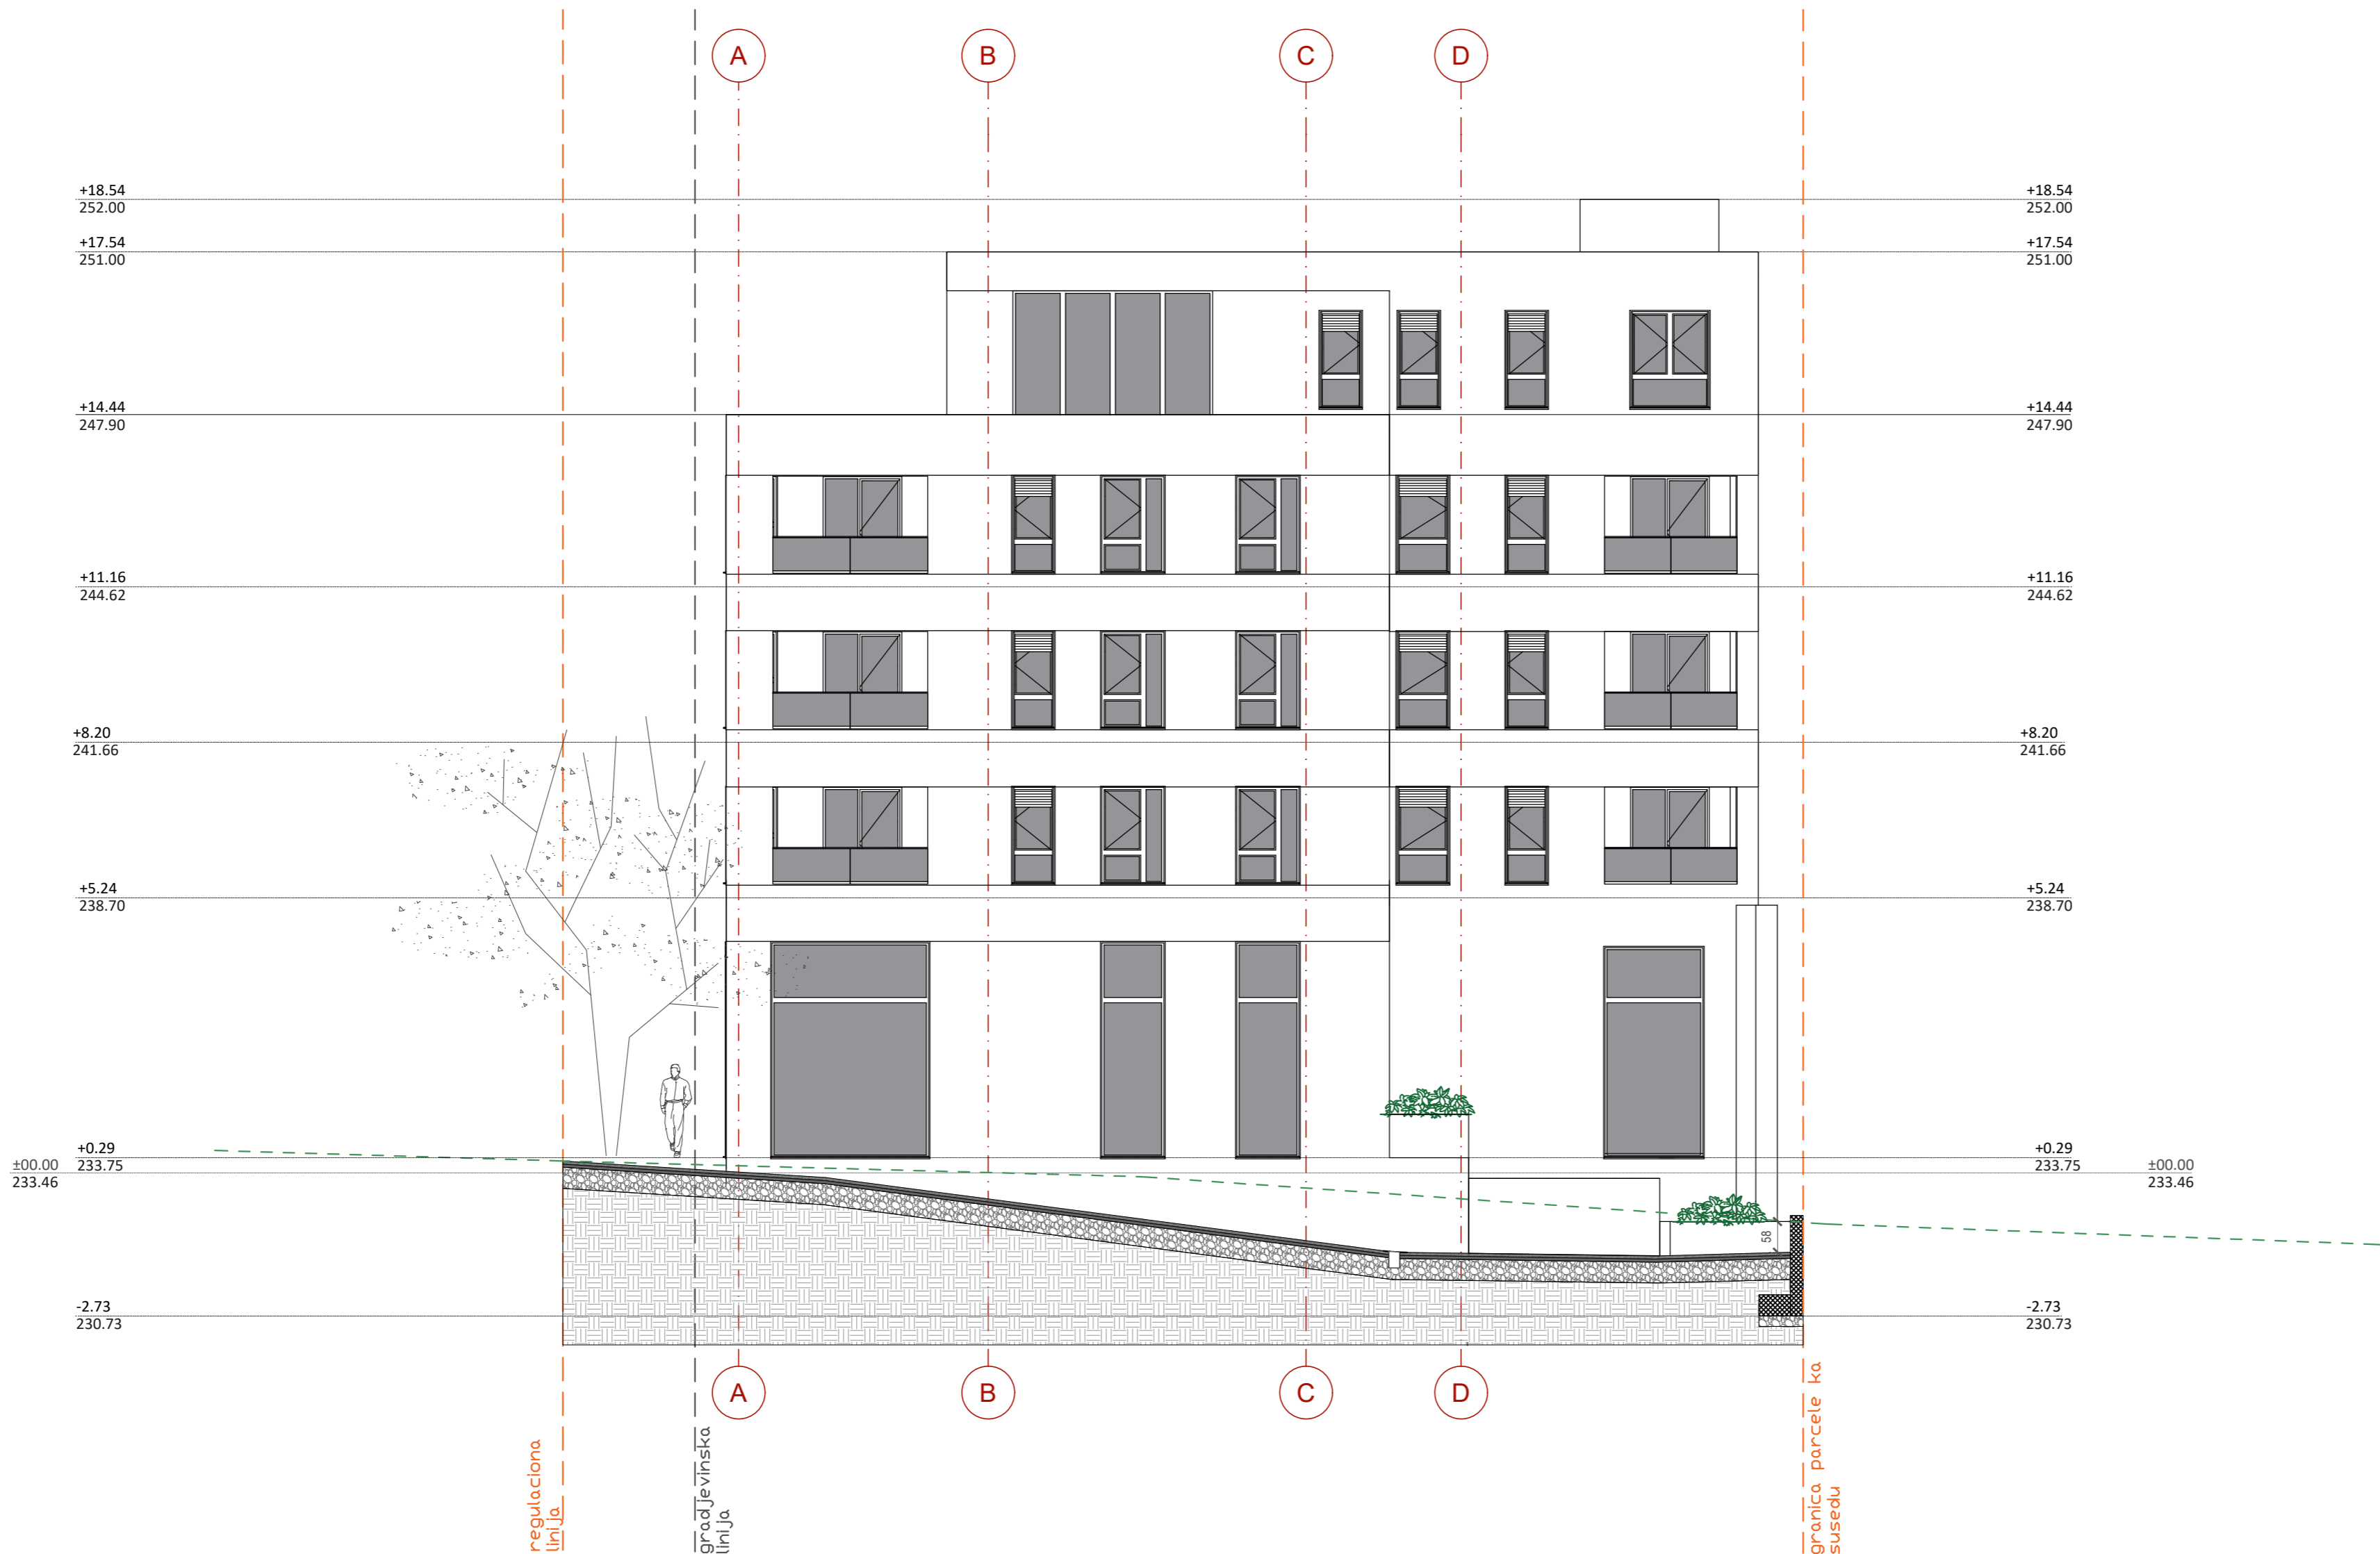 A B C D
+18.54 +18.54
252.00 252.00
+17.54 +17.54
251.00 251.00
+14.44 +14.44
247.90 247.90
+11.16 +11.16
244.62 244.62
+8.20 +8.20
241.66 241.66
+5.24 +5.24
238.70 238.70
+0.29 +0.29
233.75 233.75
±00.00 ±00.00
233.46 233.46
58
-2.73 -2.73
230.73 230.73
A B C D
regulaciona
linija
gradjevinska
linija
granica parcele ka
susedu